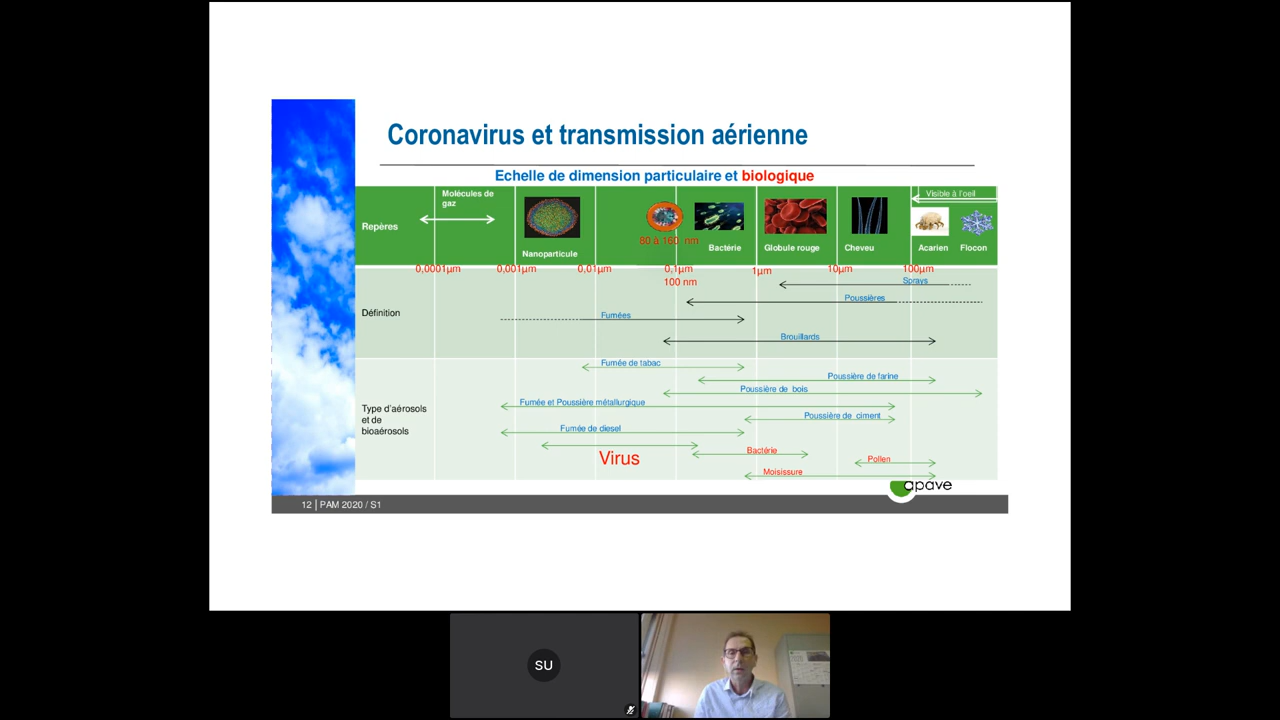 Coronavirus et transmission aérienne
Echelle de dimension particulaire et biologique
Repères
Molécules de
gaz
Nanoparticule
80 à 160 nm
Bactérie
Globule rouge
Cheveu
Visible à l'oeil
Acarien
Flocon
0,0001µm
0,001µm
0,01µm
0,1µm
100 nm
1µm
10µm
100µm
Définition
Sprays
Poussières
Fumées
Brouillards
Type d'aérosols
et de
bioaérosols
Fumée de tabac
Poussière de farine
Poussière de bois
Fumée et Poussière métallurgique
Poussière de ciment
Fumée de diesel
Virus
Bactérie
Pollen
Moisissure
apave
12 | PAM 2020 / S1
SU